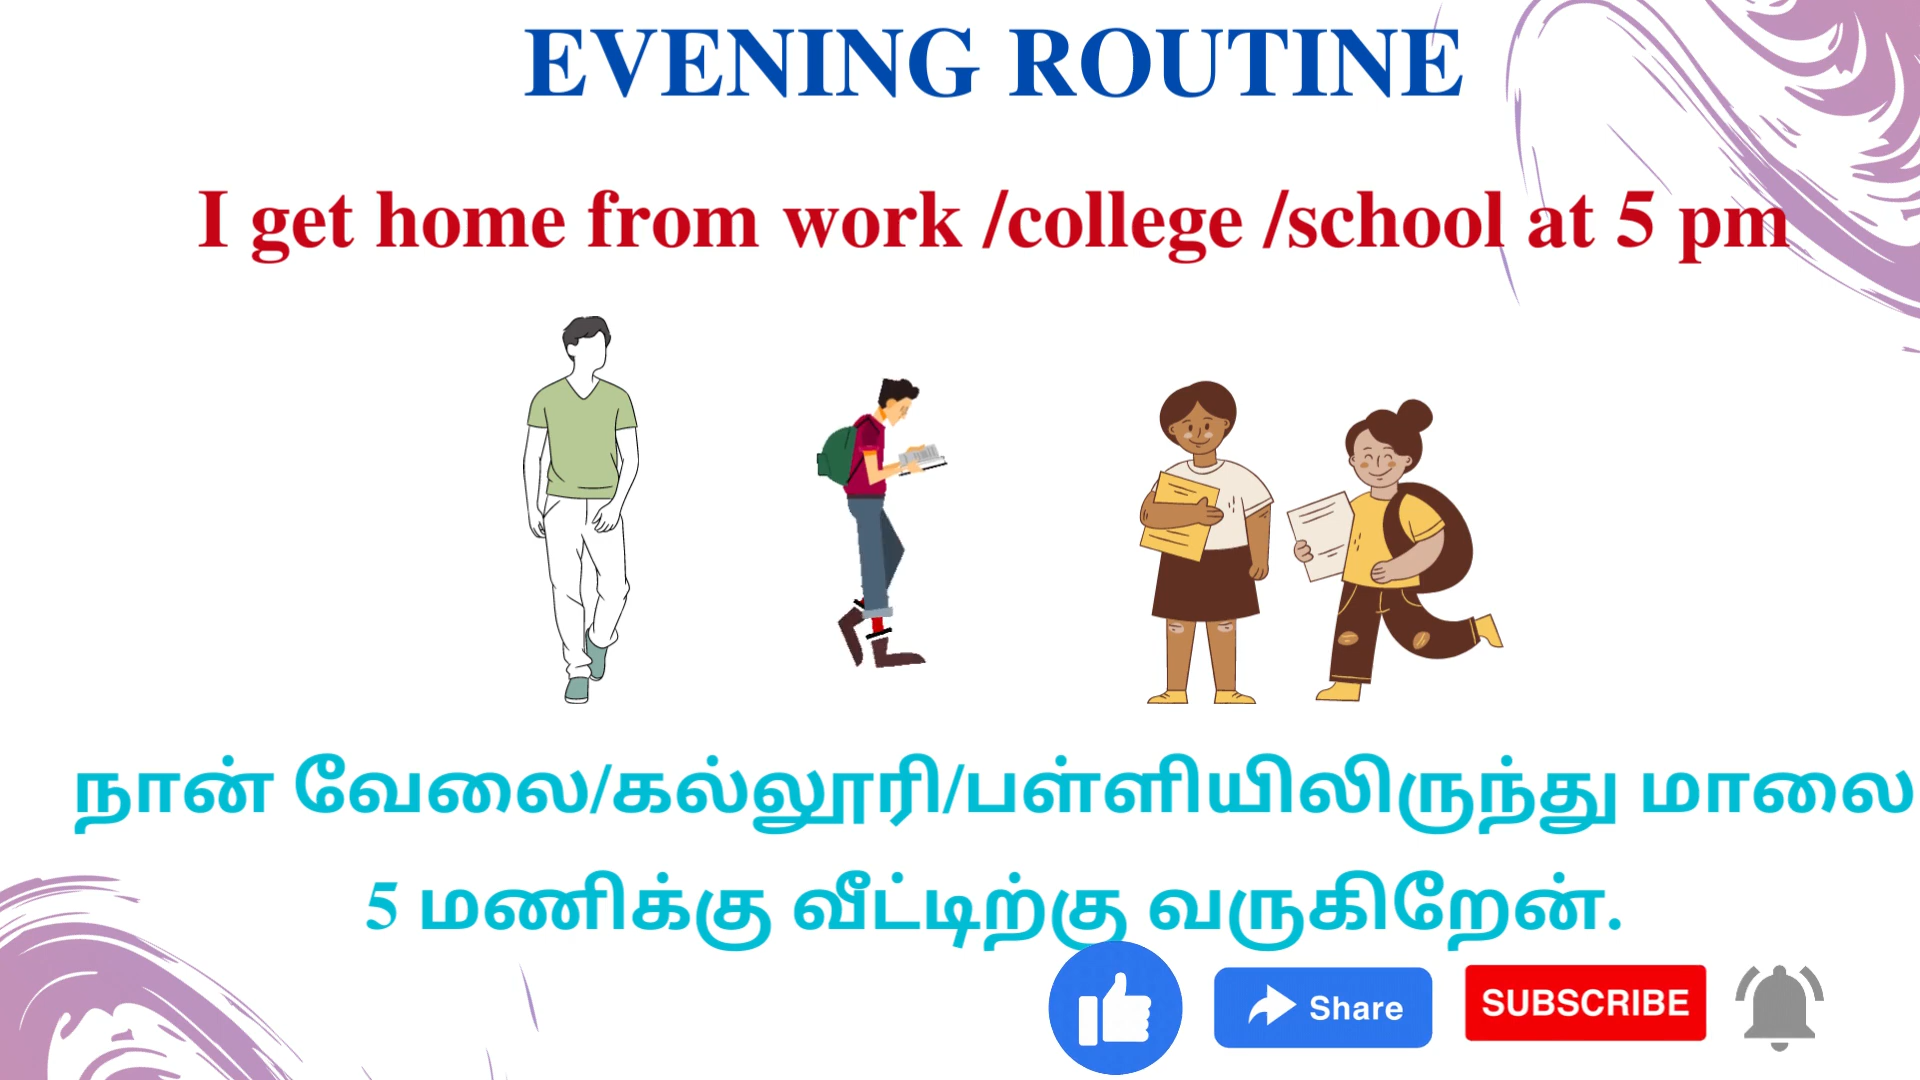 EVENING ROUTINE
I get home from work /college /school at 5 pm
நான் வேலை/கல்லூரி/பள்ளியிலிருந்து மாலை
5 மணிக்கு வீட்டிற்கு வருகிறேன்.
Share
SUBSCRIBE